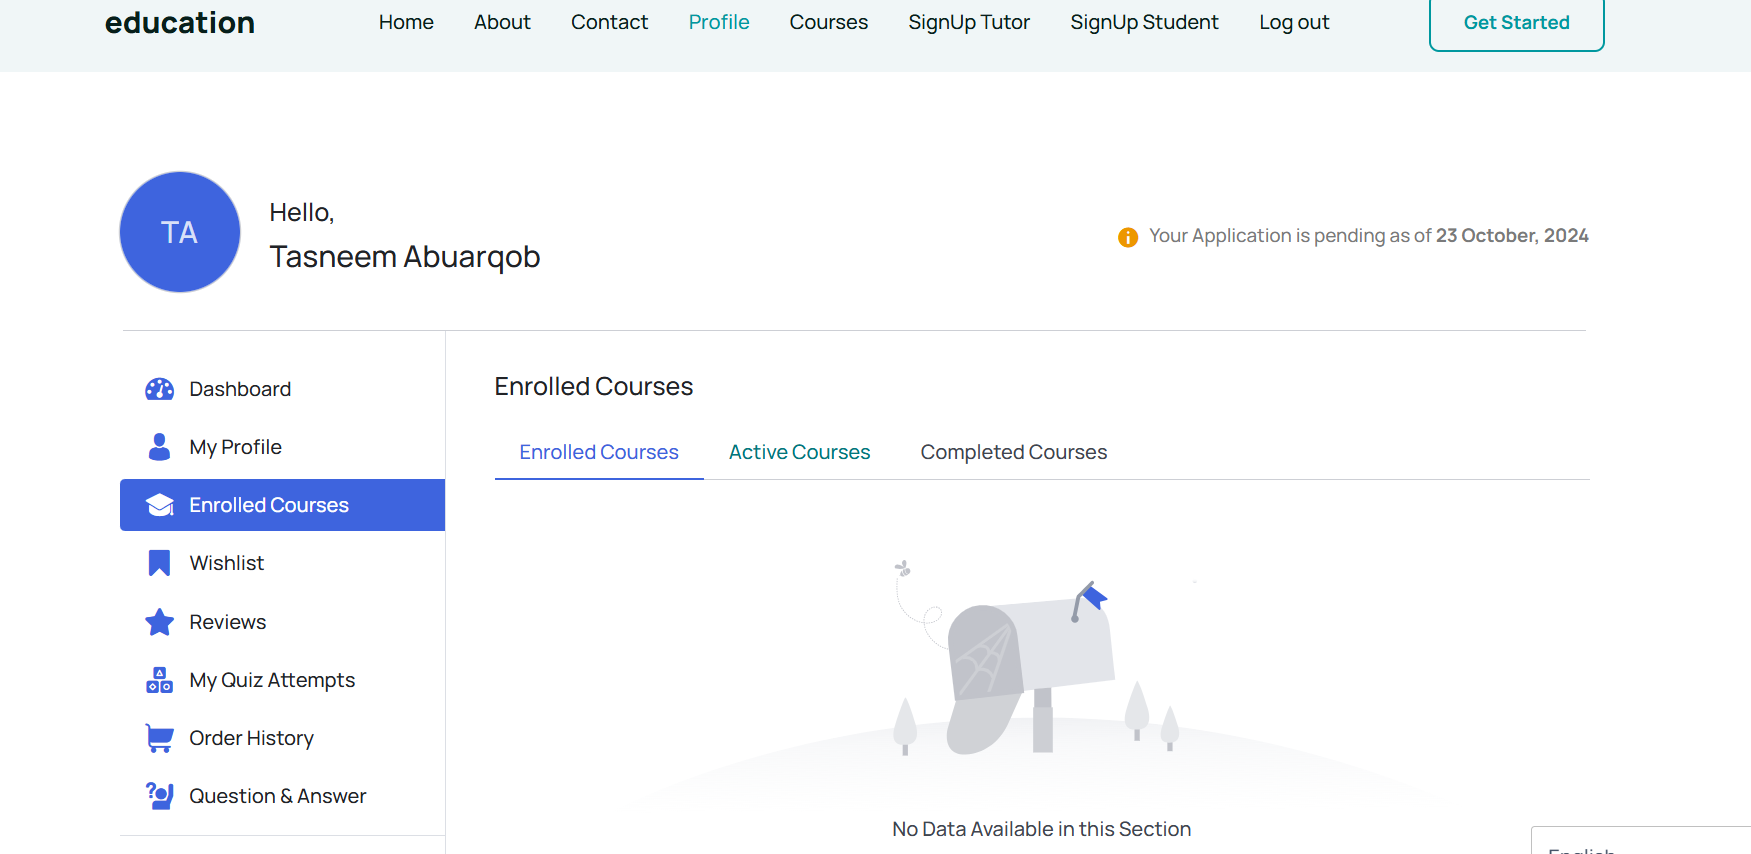 education
Home About Contact Profile Courses SignUp Tutor SignUp Student Log out
Get Started
TA
Hello,
Tasneem Abuarqob
Your Application is pending as of 23 October, 2024
Dashboard
My Profile
Enrolled Courses
Wishlist
Reviews
My Quiz Attempts
Order History
Question & Answer
Enrolled Courses
Enrolled Courses Active Courses Completed Courses
No Data Available in this Section
English